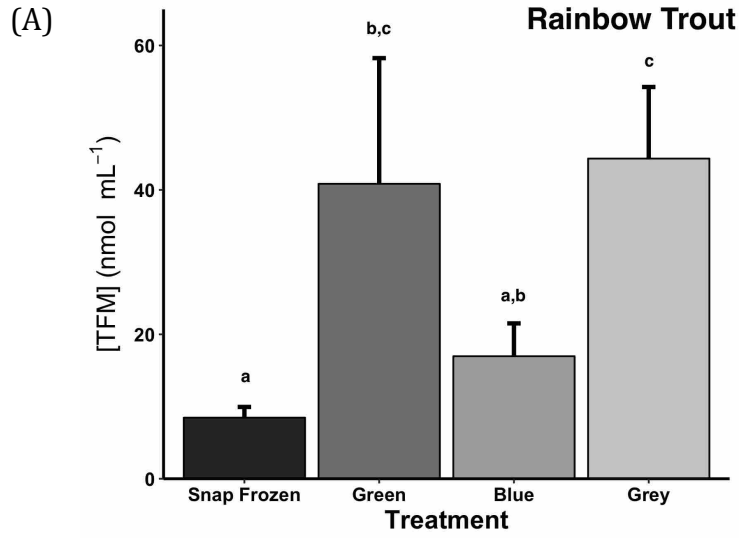 (A)
Rainbow Trout
[TFM] (nmol mL⁻¹)
60
40
20
0
a
b,c
a,b
c
Snap Frozen Green Blue Grey
Treatment